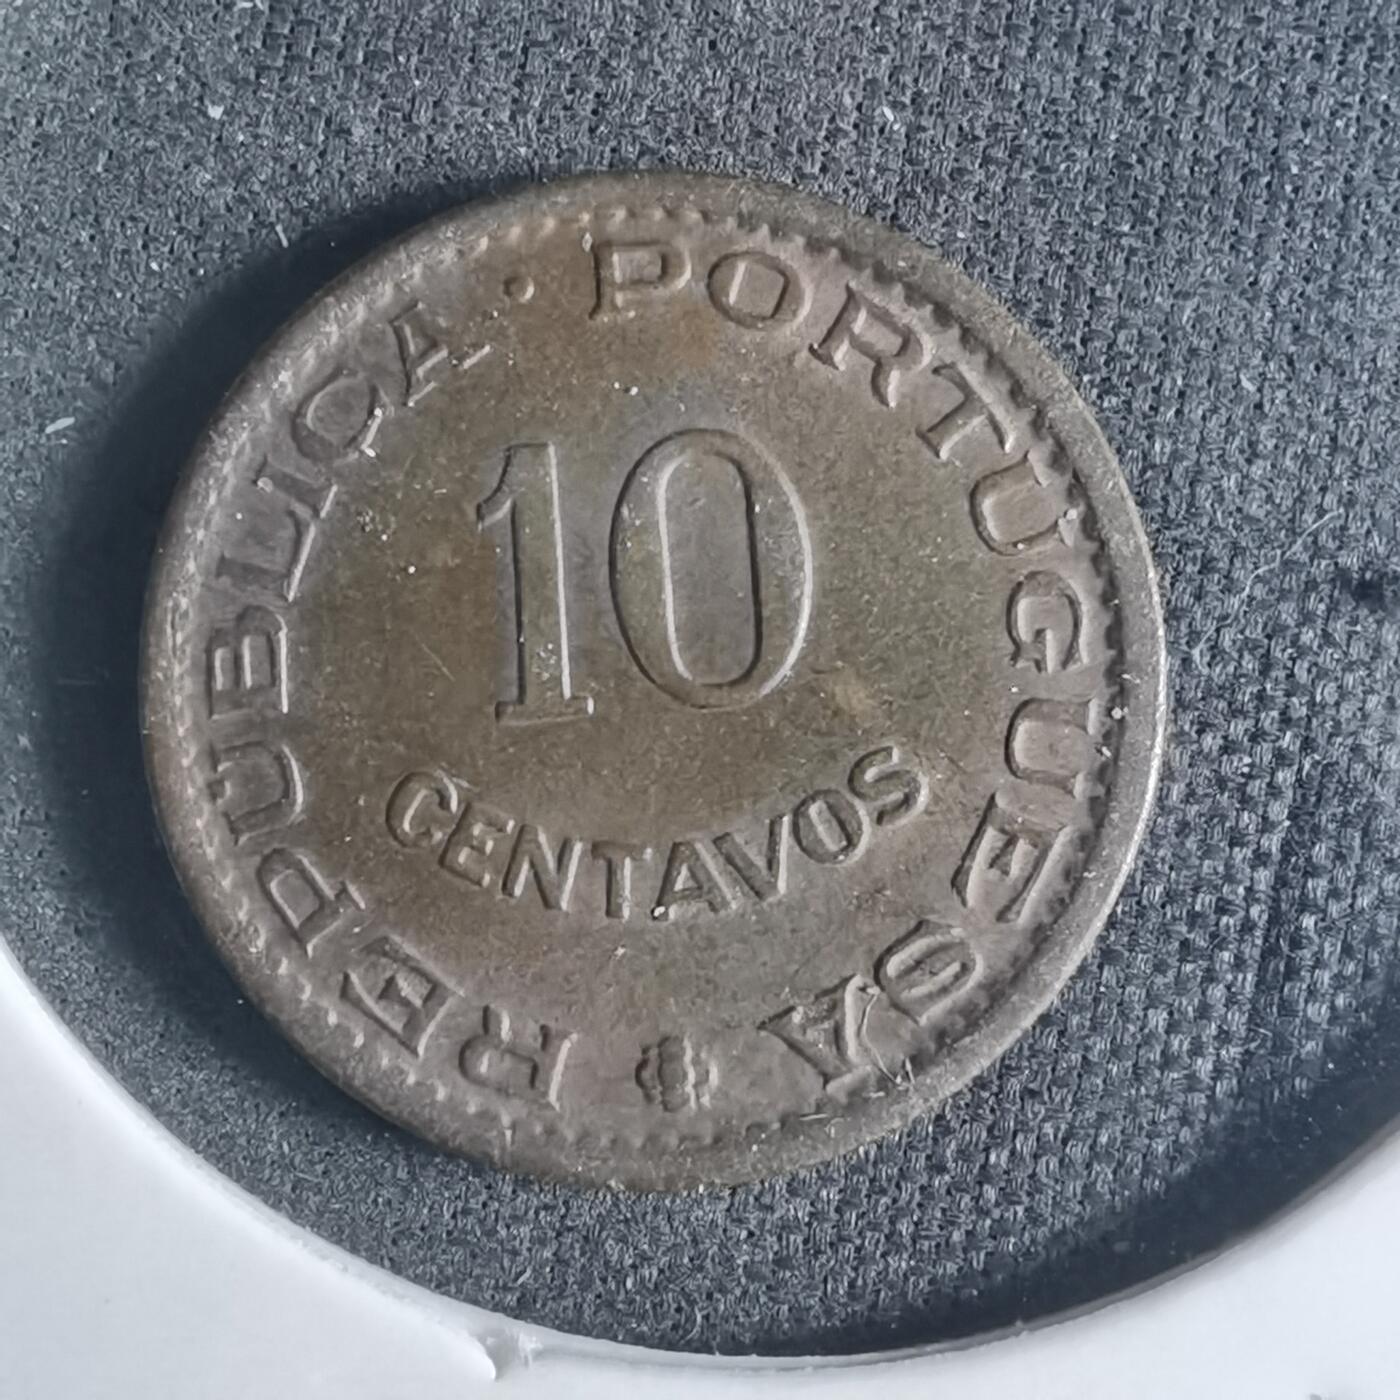 REPUBLICA · PORTUGUESA
10
CENTAVOS